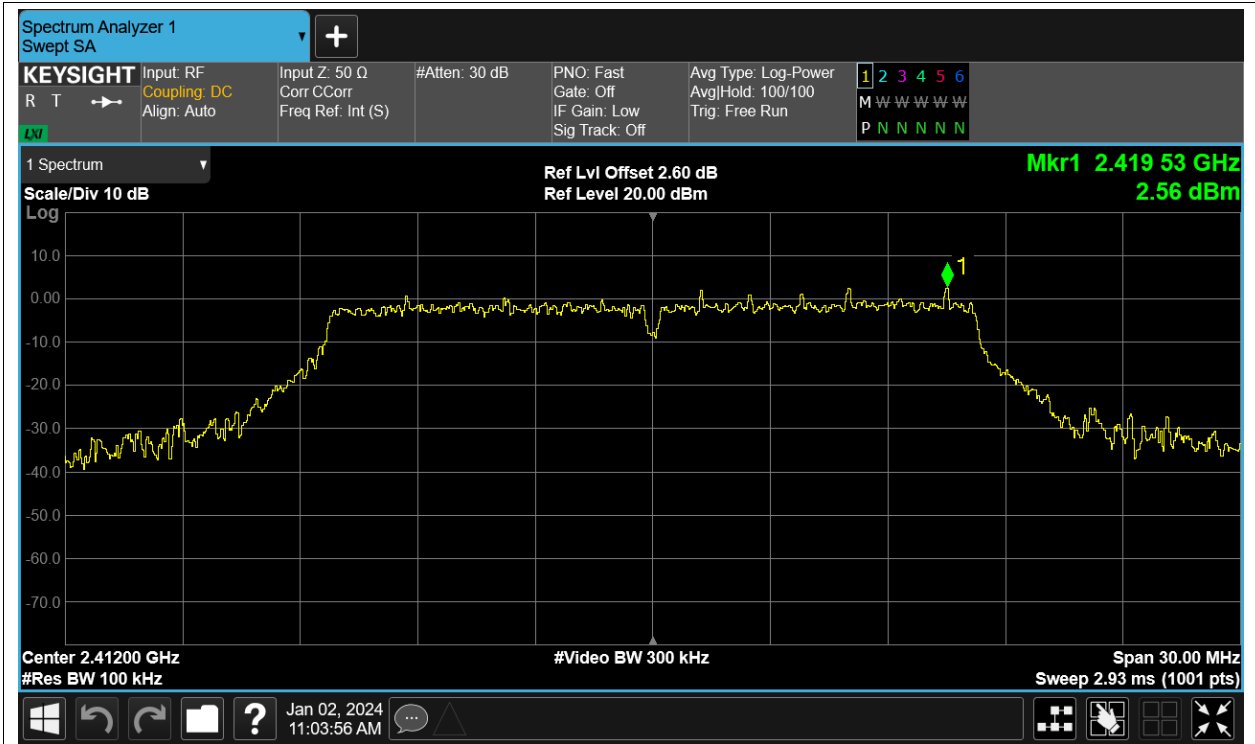 Spectrum Analyzer 1
Swept SA
KEYSIGHT
R T
LXI
Input: RF
Coupling: DC
Align: Auto
Input Z: 50 Ω
Corr CCorr
Freq Ref: Int (S)
#Atten: 30 dB
PNO: Fast
Gate: Off
IF Gain: Low
Sig Track: Off
Avg Type: Log-Power
Avg|Hold: 100/100
Trig: Free Run
1 2 3 4 5 6
M W W W W W
P N N N N N
1 Spectrum
Scale/Div 10 dB
Log
Ref Lvl Offset 2.60 dB
Ref Level 20.00 dBm
Mkr1 2.419 53 GHz
2.56 dBm
1
10.0
0.00
-10.0
-20.0
-30.0
-40.0
-50.0
-60.0
-70.0
Center 2.41200 GHz
#Res BW 100 kHz
#Video BW 300 kHz
Span 30.00 MHz
Sweep 2.93 ms (1001 pts)
?
Jan 02, 2024
11:03:56 AM